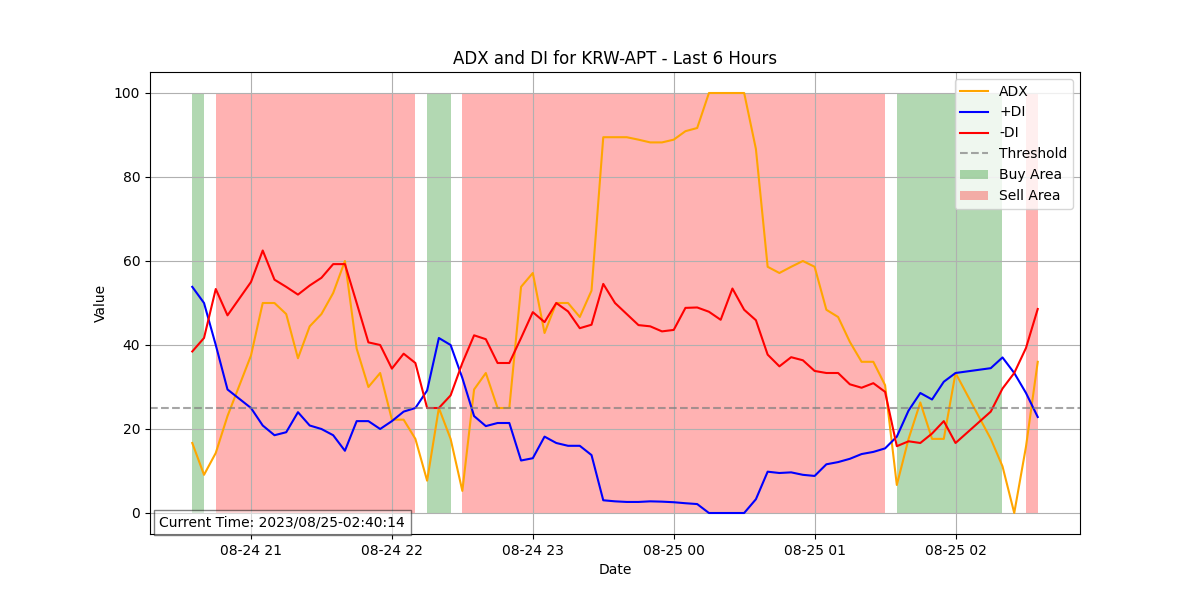 ADX and DI for KRW-APT - Last 6 Hours
100
80
60
40
20
0
Value
ADX
+DI
-DI
Threshold
Buy Area
Sell Area
Current Time: 2023/08/25-02:40:14
08-24 21
08-24 22
08-24 23
08-25 00
08-25 01
08-25 02
Date